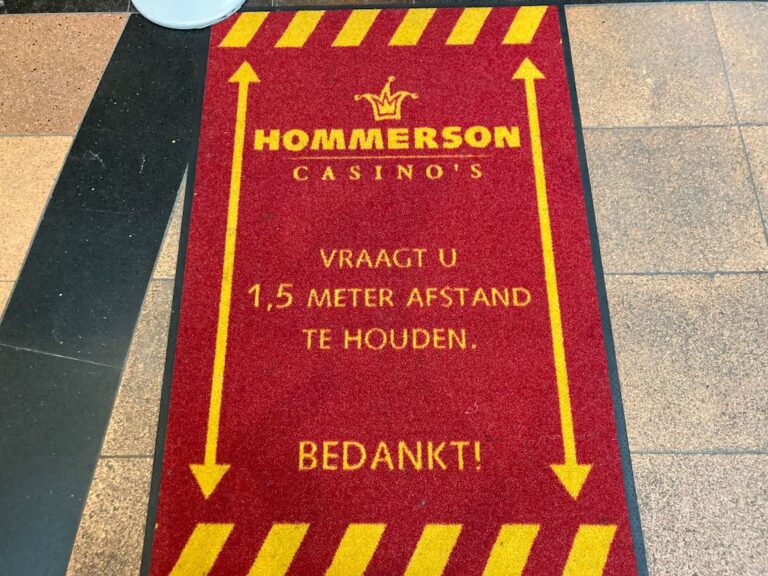 HOMMERSON
CASINO'S
VRAAGT U
1,5 METER AFSTAND
TE HOUDEN.
BEDANKT!